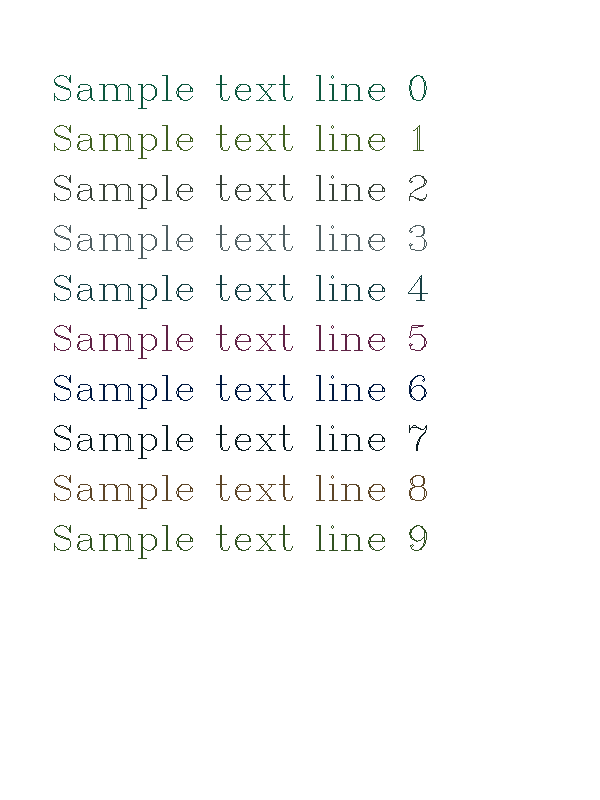 Sample text line 0
Sample text line 1
Sample text line 2
Sample text line 3
Sample text line 4
Sample text line 5
Sample text line 6
Sample text line 7
Sample text line 8
Sample text line 9